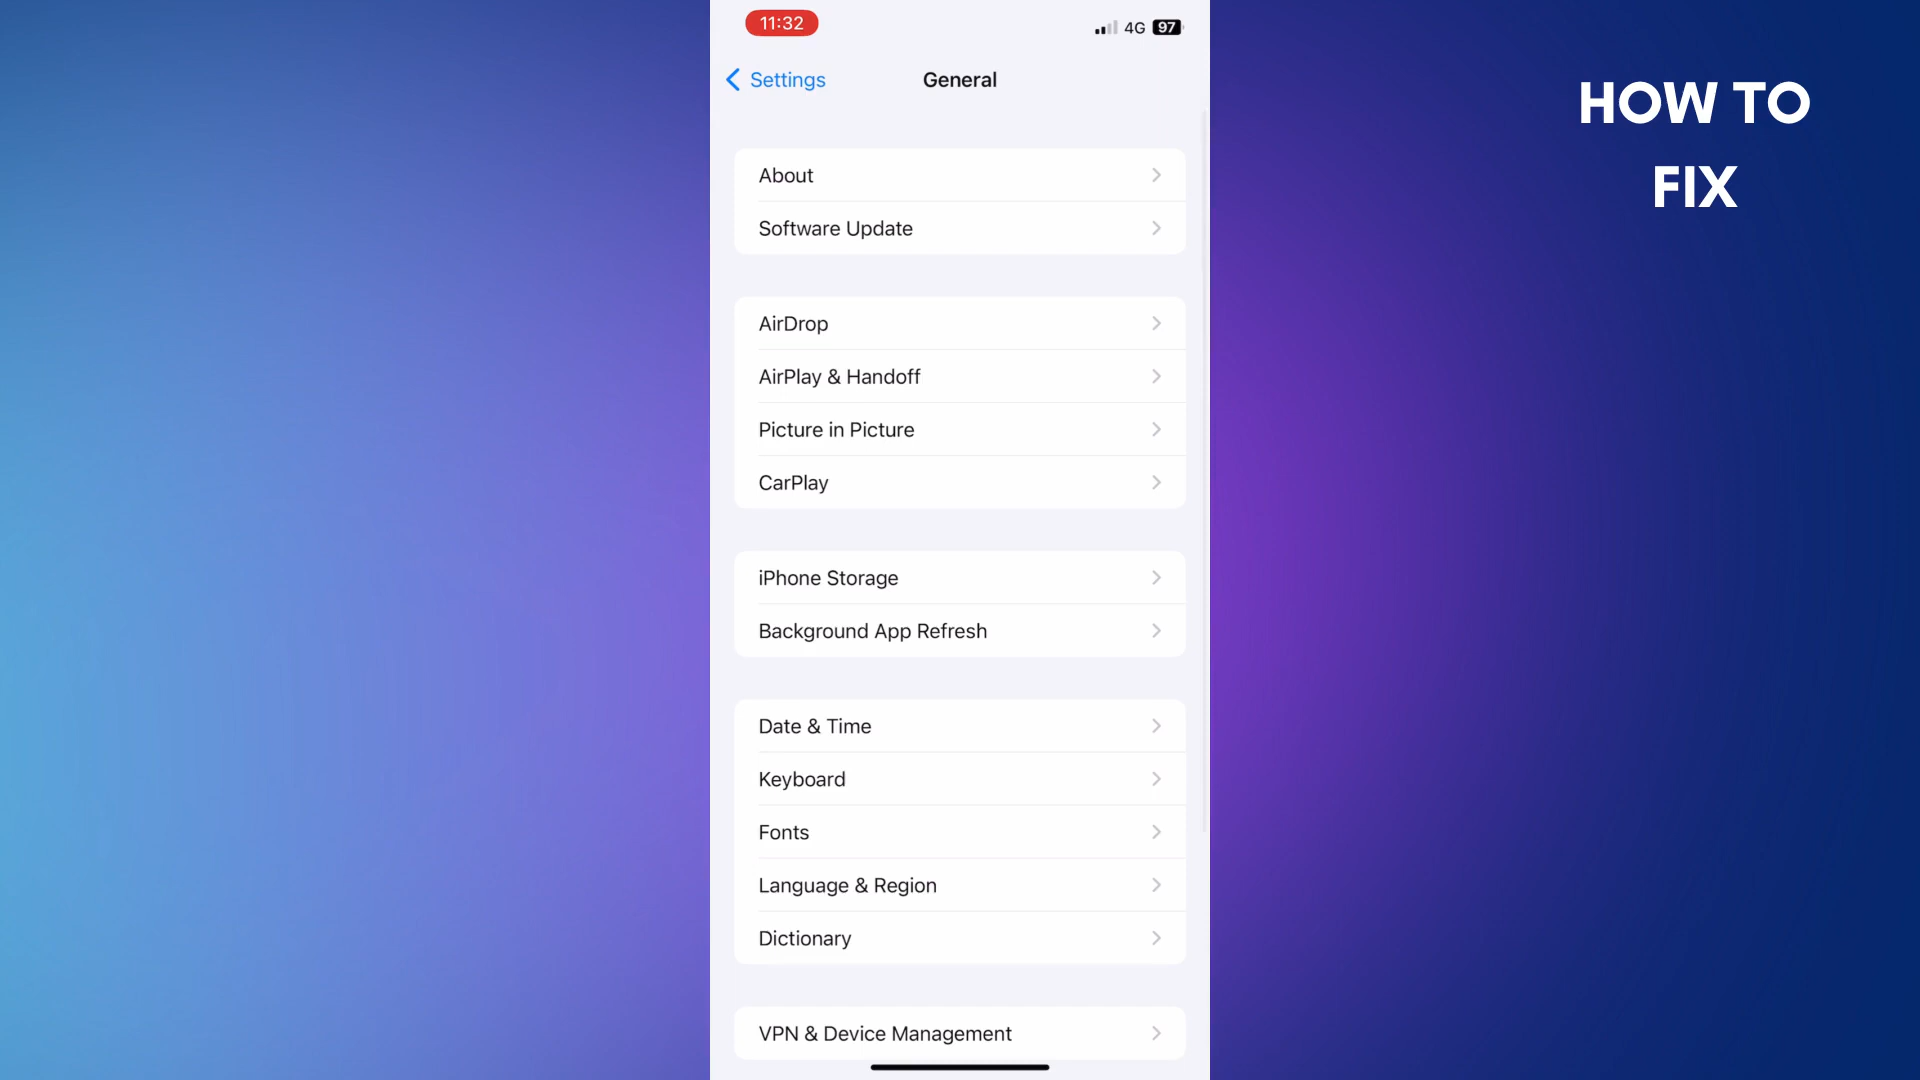 11:32
4G 97
Settings
General
HOW TO
FIX
About
Software Update
AirDrop
AirPlay & Handoff
Picture in Picture
CarPlay
iPhone Storage
Background App Refresh
Date & Time
Keyboard
Fonts
Language & Region
Dictionary
VPN & Device Management